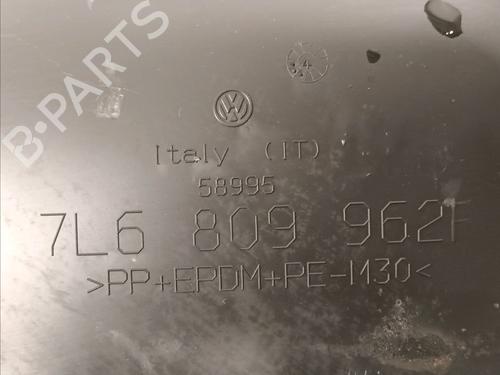 B-PARTS
Italy (IT)
58995
7L6 809 962F
>PP+EPDM+PE-M30<